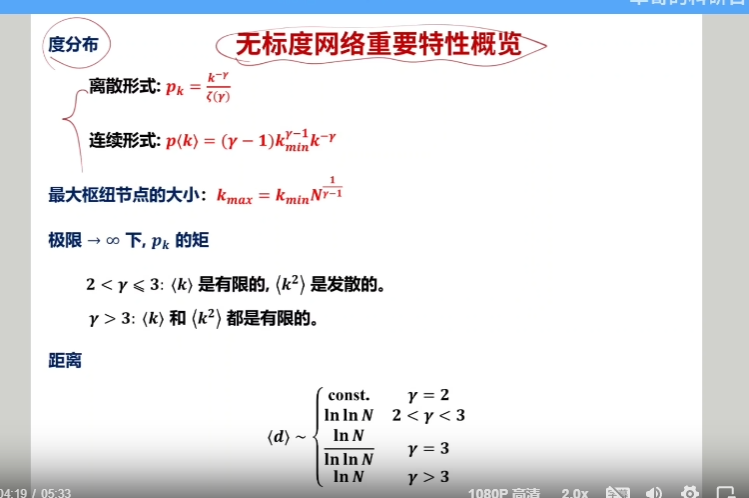 度分布
无标度网络重要特性概览
离散形式: pₖ = k^{-γ} / ζ(γ)
连续形式: p(k) = (γ − 1)k_{min}^{γ−1}k^{−γ}
最大枢纽节点的大小: k_{max} = k_{min}N^{\frac{1}{γ−1}}
极限 → ∞ 下, pₖ 的矩
2 < γ ⩽ 3: ⟨k⟩ 是有限的, ⟨k²⟩ 是发散的。
γ > 3: ⟨k⟩ 和 ⟨k²⟩ 都是有限的。
距离
⟨d⟩ ~
const. γ = 2
ln ln N 2 < γ < 3
ln N / ln ln N γ = 3
ln N γ > 3
04:19 / 05:33 1080P 高清 2.0x